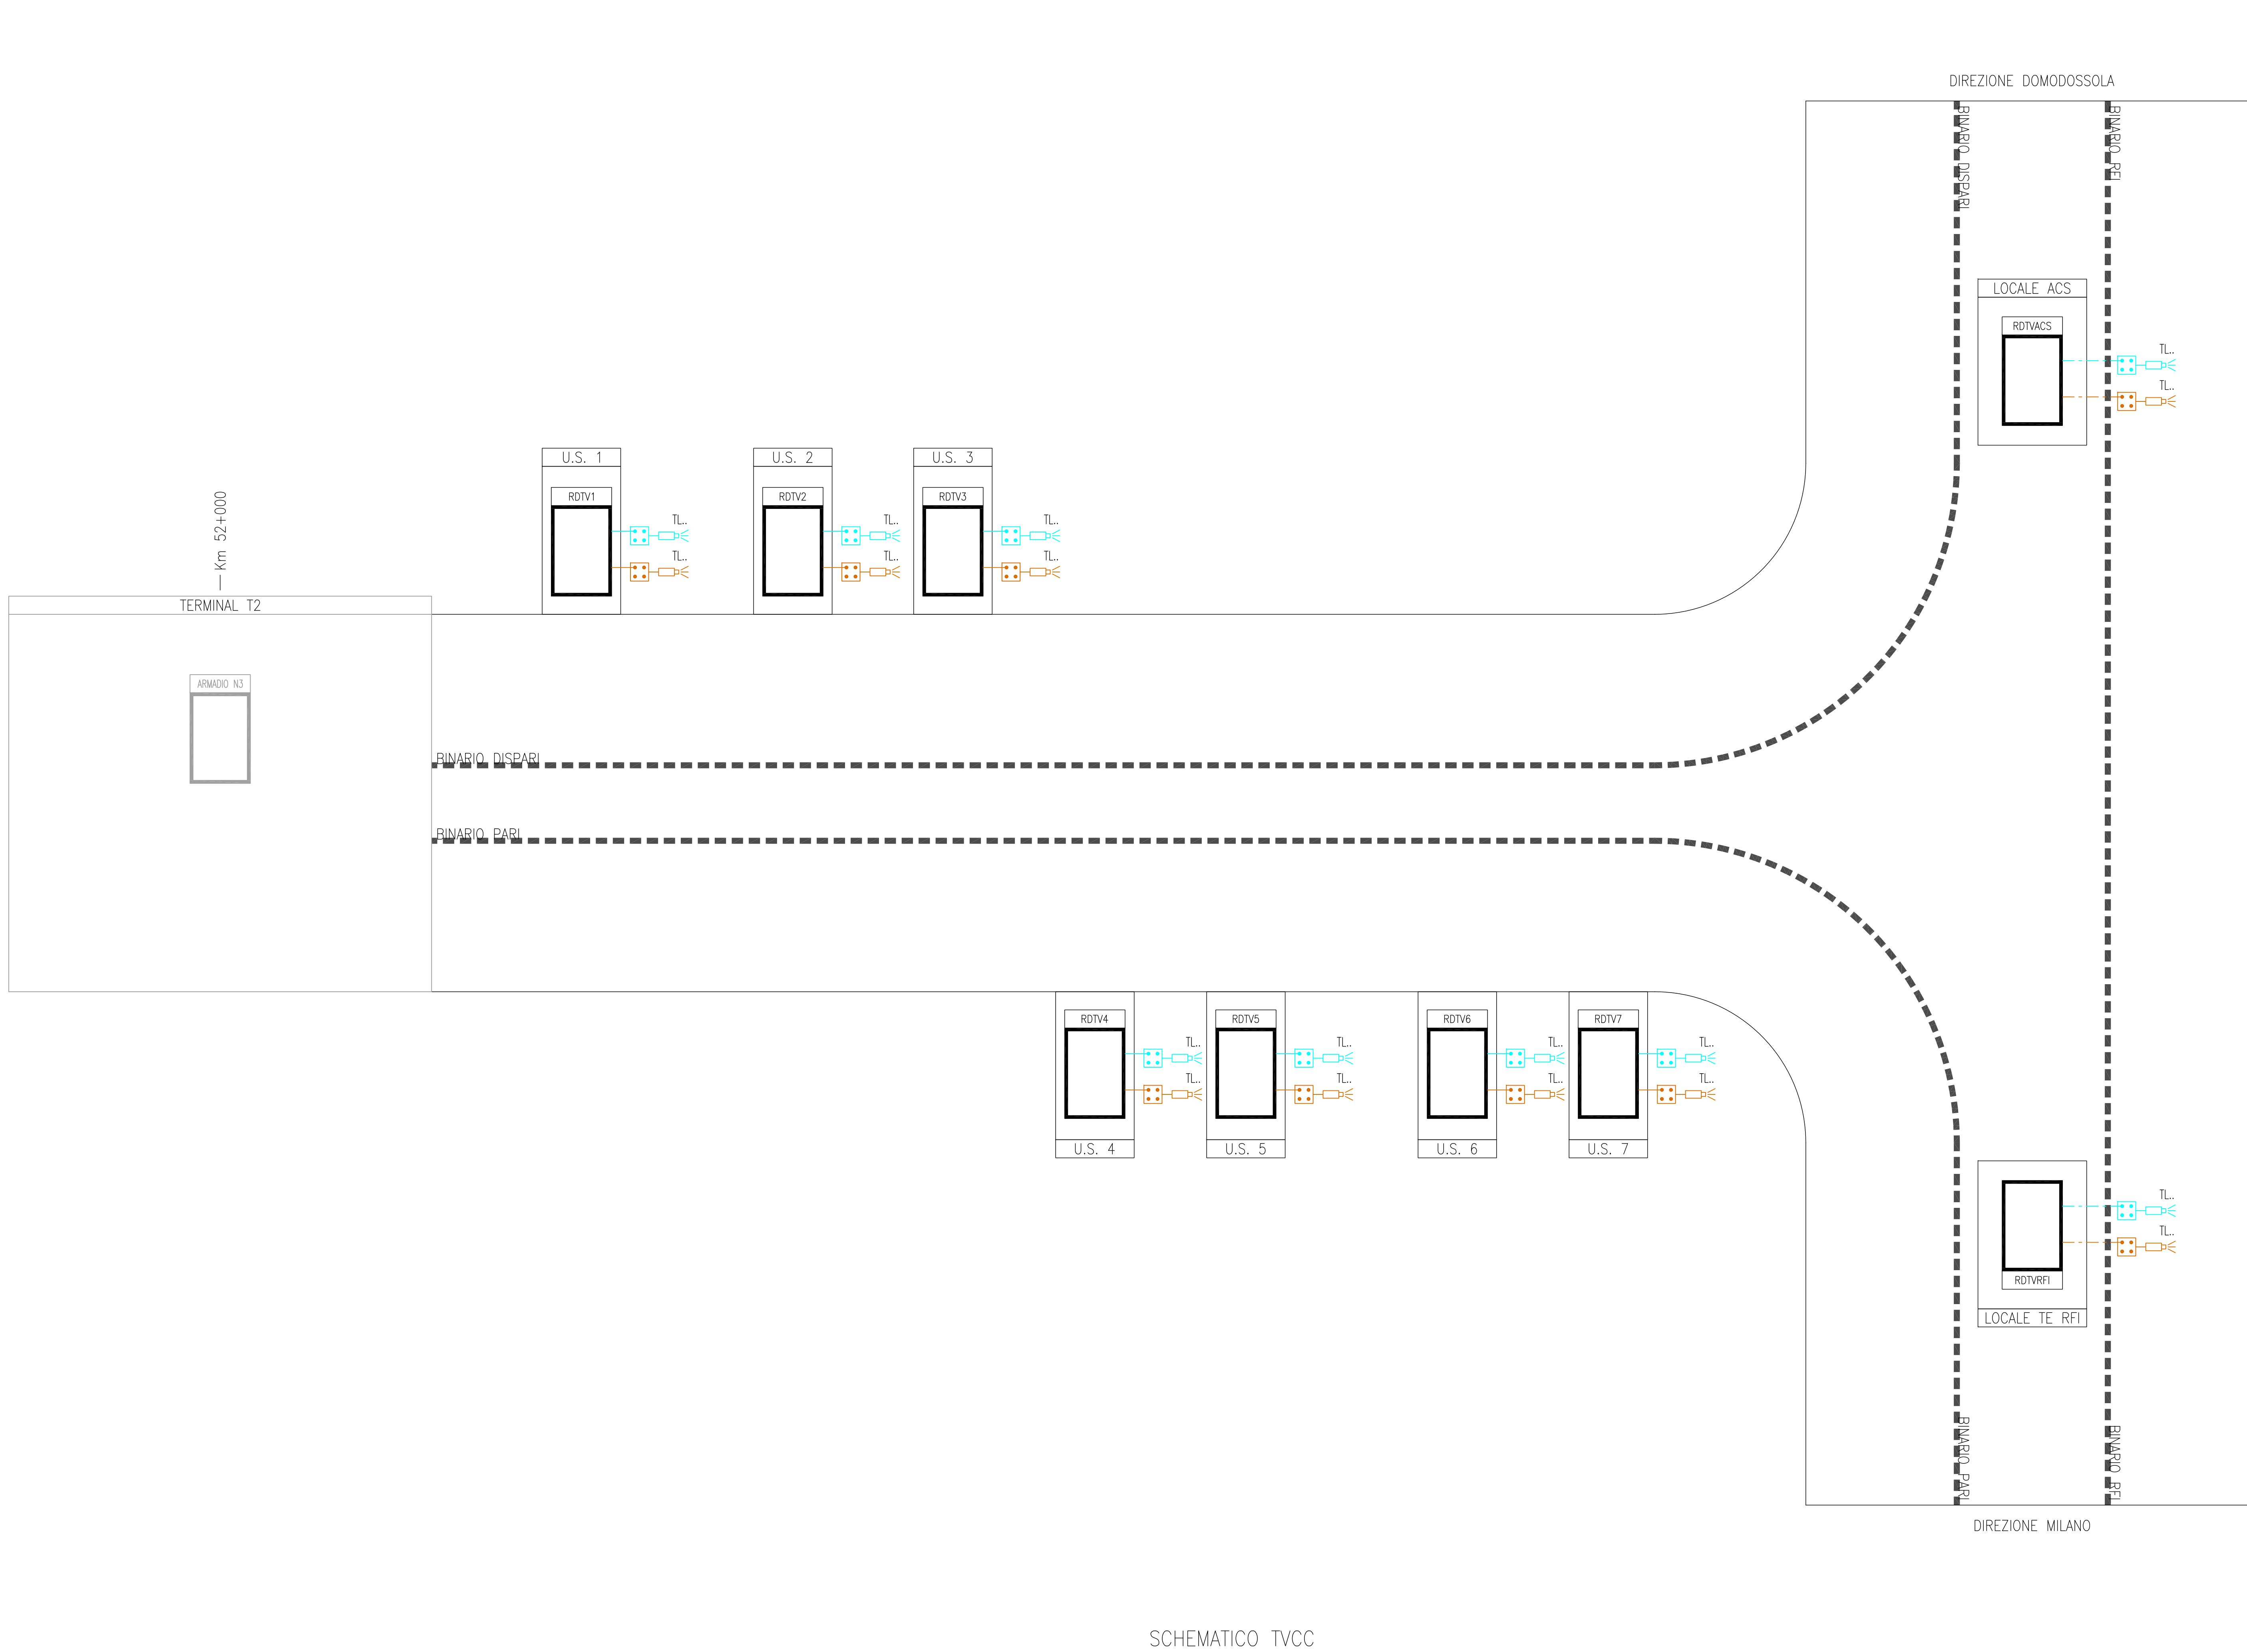 DIREZIONE DOMODOSSOLA
BINARIO DISPARI
BINARIO RFI
LOCALE ACS
RDTVACS
TL..
TL..
U.S. 1
U.S. 2
U.S. 3
RDTV1
RDTV2
RDTV3
TL..
TL..
TL..
TL..
TL..
TL..
Km 52+000
TERMINAL T2
ARMADIO N3
BINARIO DISPARI
BINARIO PARI
RDTV4
RDTV5
RDTV6
RDTV7
TL..
TL..
TL..
TL..
TL..
TL..
TL..
TL..
U.S. 4
U.S. 5
U.S. 6
U.S. 7
TL..
TL..
RDTVRFI
LOCALE TE RFI
BINARIO PARI
BINARIO RFI
DIREZIONE MILANO
SCHEMATICO TVCC